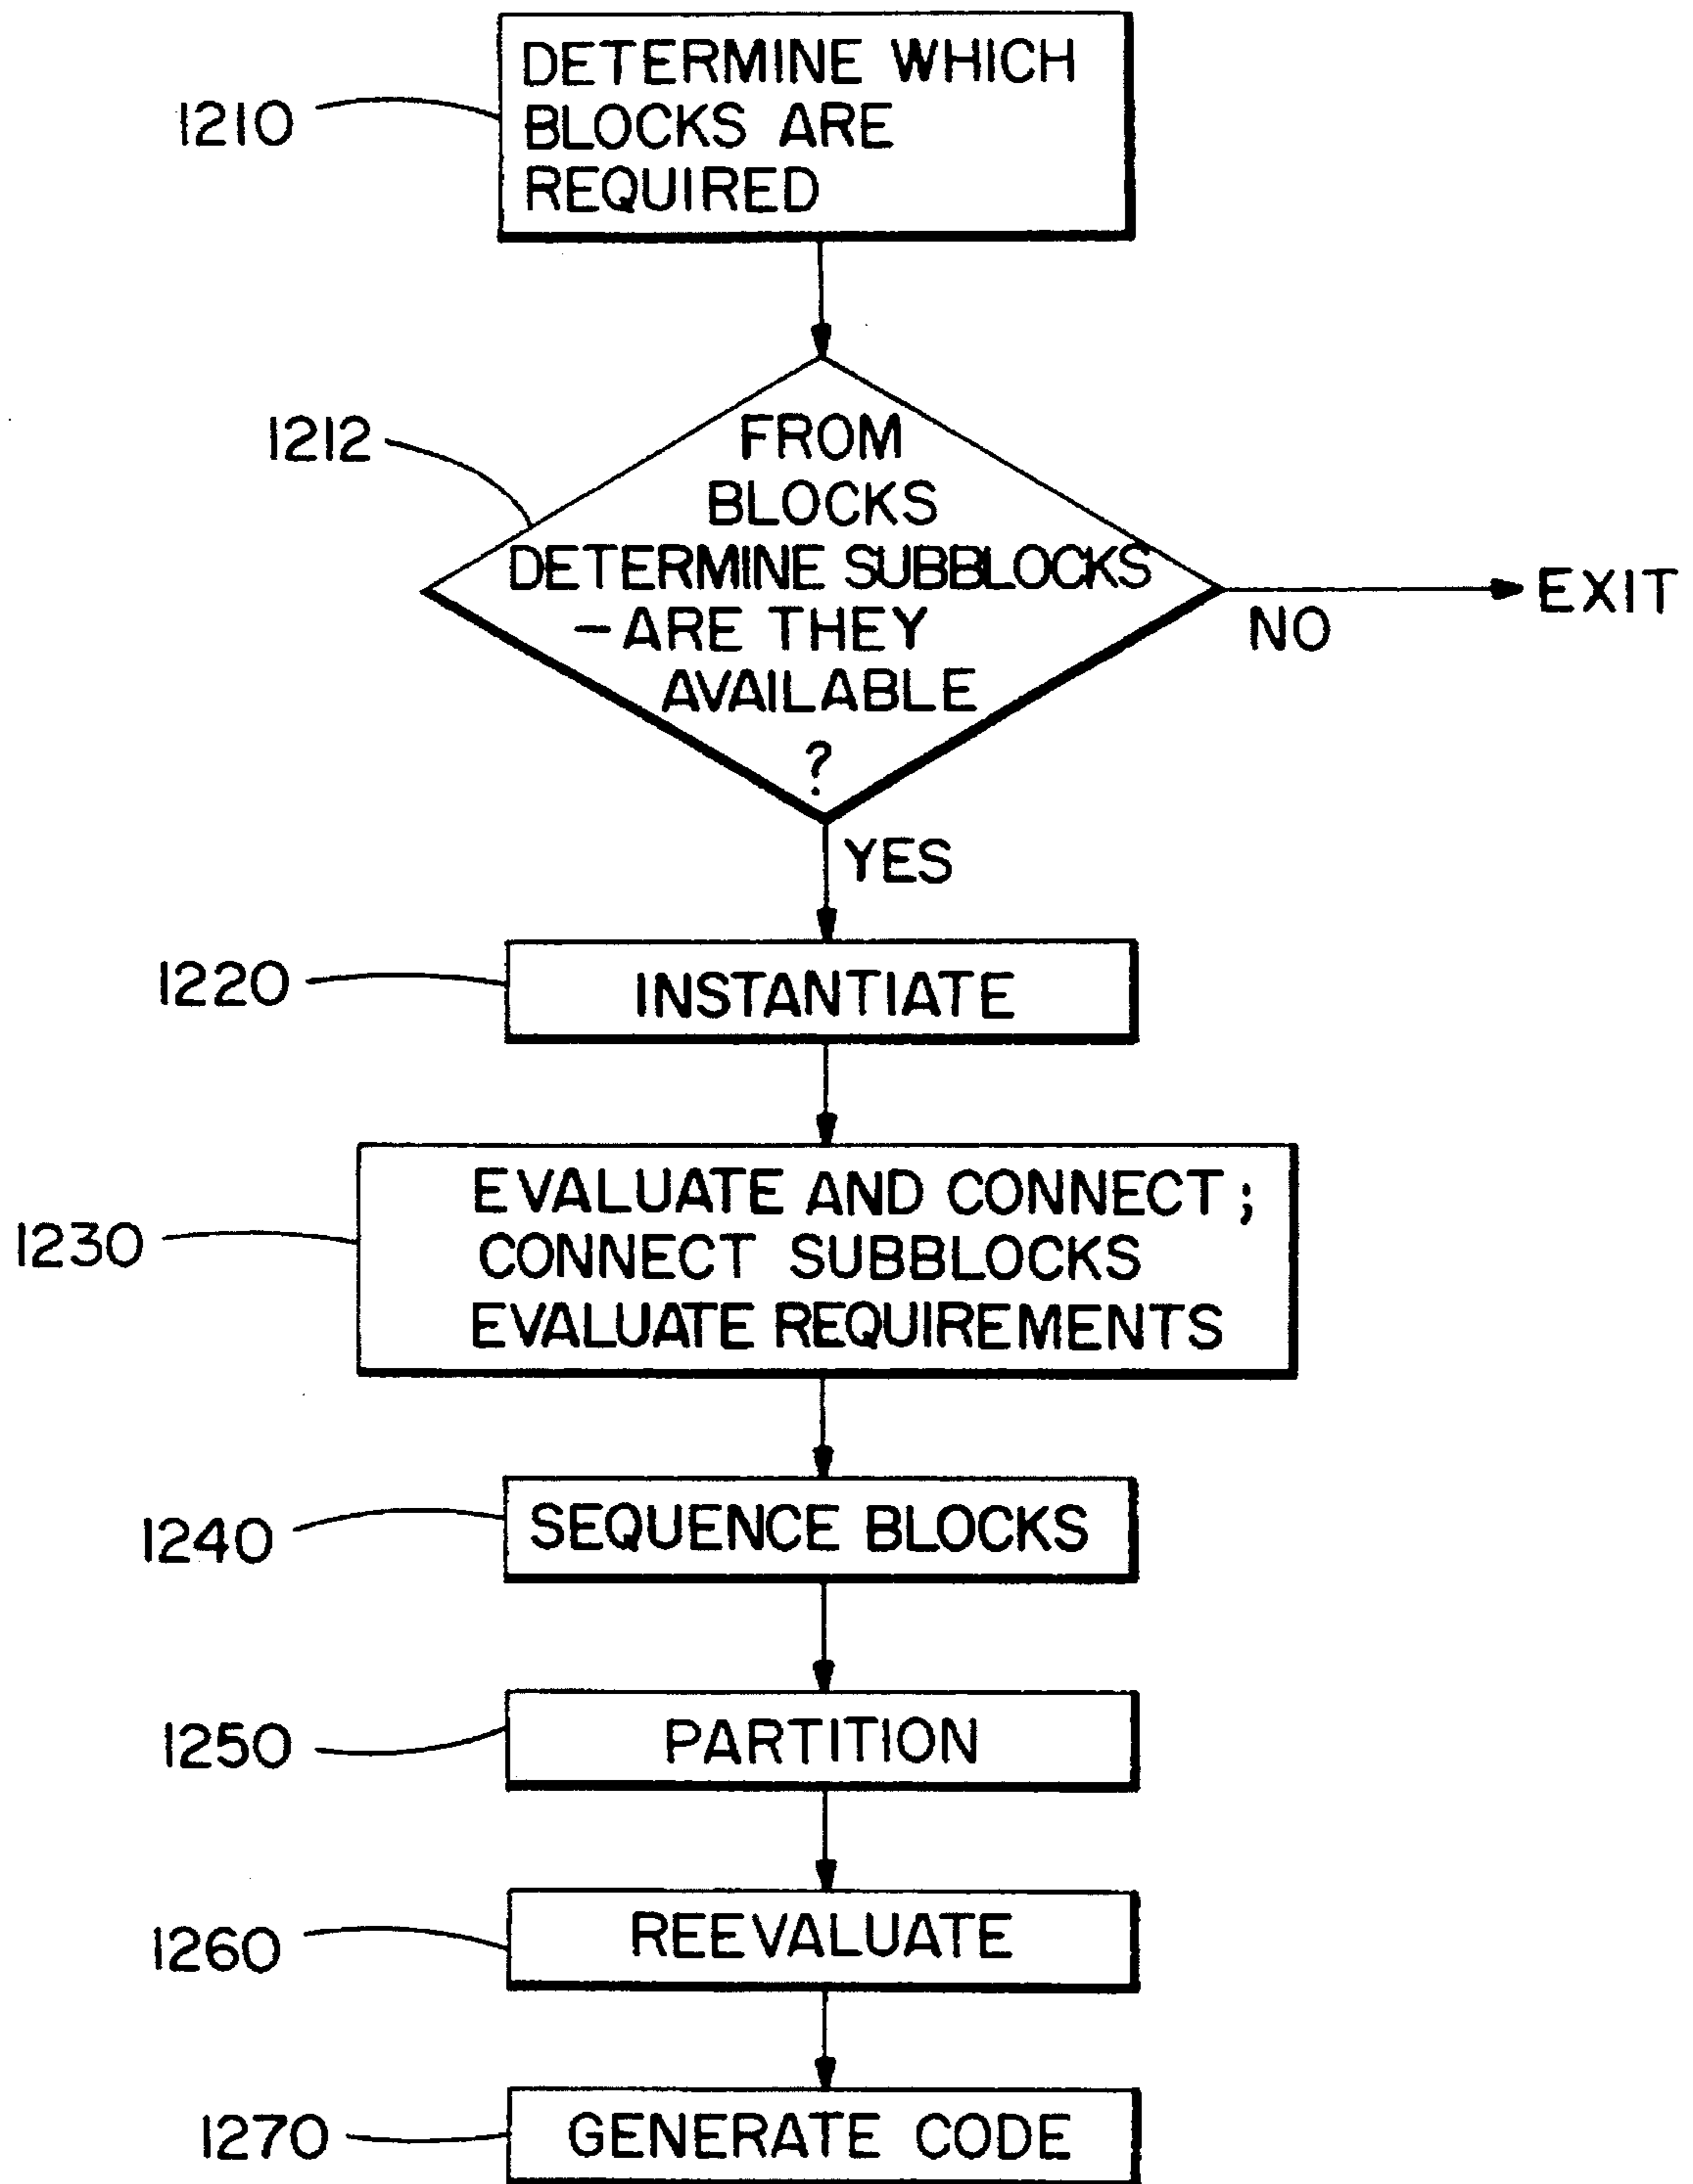 DETERMINE WHICH
1210
BLOCKS ARE
REQUIRED
FROM
1212
BLOCKS
DETERMINE SUBBLOCKS
EXIT
-ARE THEY
NO
AVAILABLE
?
YES
1220
INSTANTIATE
EVALUATE AND CONNECT;
1230
CONNECT SUBBLOCKS
EVALUATE REQUIREMENTS
1240
SEQUENCE BLOCKS
1250
PARTITION
1260
REEVALUATE
1270
GENERATE CODE